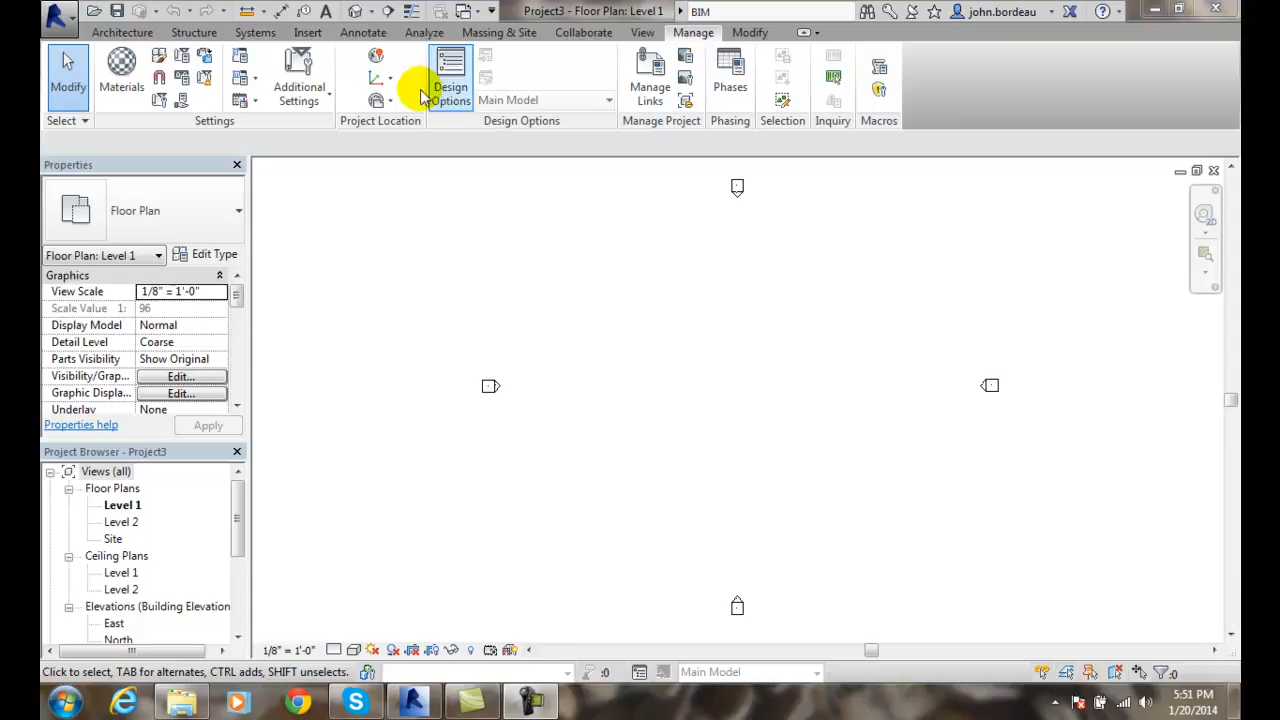 Project3 - Floor Plan: Level 1
BIM
john.bordeau
Architecture Structure Systems Insert Annotate Analyze Massing & Site Collaborate View Manage Modify
Modify
Materials
Additional Settings
Design Options
Main Model
Manage Links
Phases
Select
Settings
Project Location
Design Options
Manage Project
Phasing
Selection
Inquiry
Macros
Properties
Floor Plan
Floor Plan: Level 1
Edit Type
Graphics
View Scale 1/8" = 1'-0"
Scale Value 1: 96
Display Model Normal
Detail Level Coarse
Parts Visibility Show Original
Visibility/Grap... Edit...
Graphic Displa... Edit...
Underlay None
Properties help
Apply
Project Browser - Project3
Views (all)
Floor Plans
Level 1
Level 2
Site
Ceiling Plans
Level 1
Level 2
Elevations (Building Elevation
East
North
1/8" = 1'-0"
Click to select, TAB for alternates, CTRL adds, SHIFT unselects.
:0
Main Model
:0
2D
5:51 PM
1/20/2014